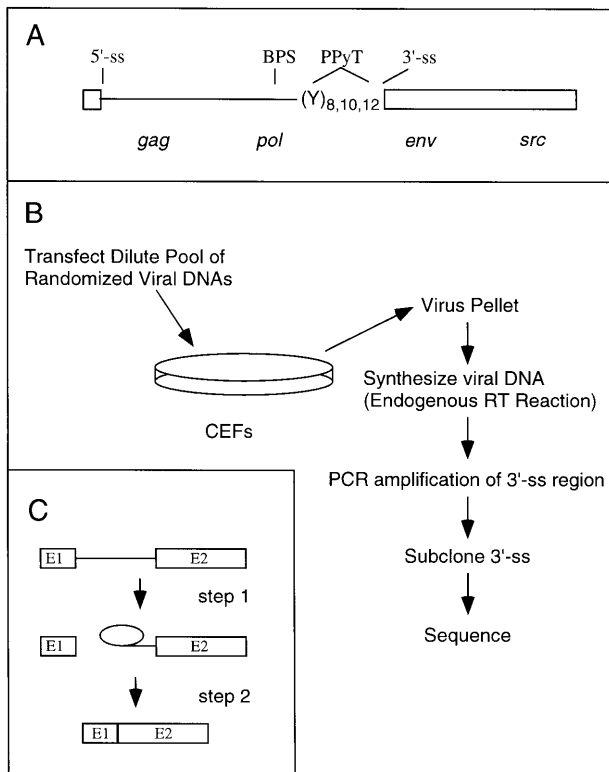 A
5'-ss BPS PPyT 3'-ss
(Y)8,10,12
gag pol env src
B
Transfect Dilute Pool of
Randomized Viral DNAs
CEFs
Virus Pellet
Synthesize viral DNA
(Endogenous RT Reaction)
PCR amplification of 3'-ss region
Subclone 3'-ss
Sequence
C
E1 E2
step 1
E1 E2
step 2
E1 E2